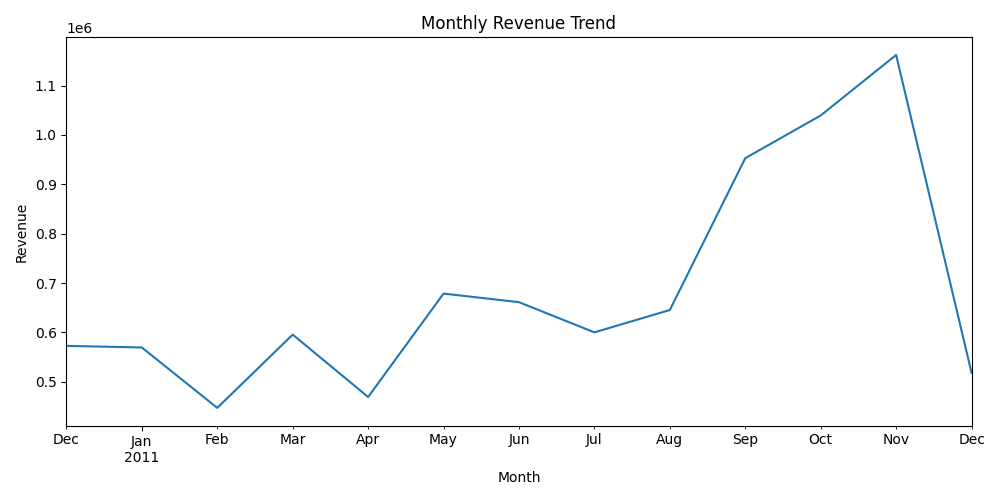 Monthly Revenue Trend
1e6
1.1
1.0
0.9
0.8
0.7
0.6
0.5
Revenue
Dec Jan Feb Mar Apr May Jun Jul Aug Sep Oct Nov Dec
2011
Month